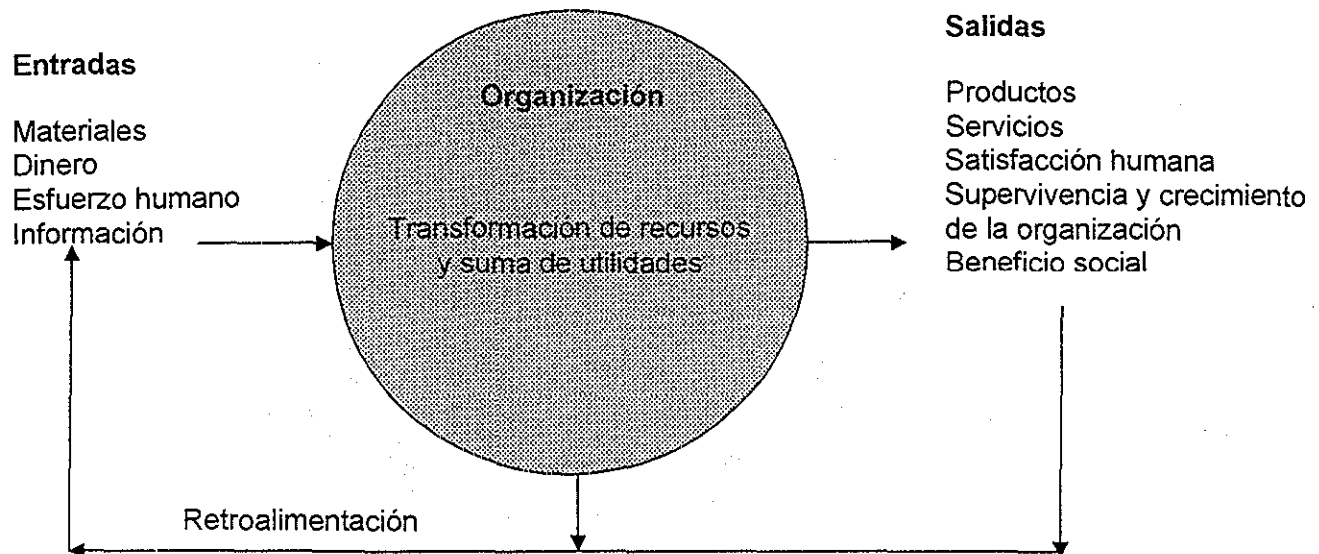 Entradas
Materiales
Dinero
Esfuerzo humano
Información
Organización
Transformación de recursos
y suma de utilidades
Salidas
Productos
Servicios
Satisfacción humana
Supervivencia y crecimiento
de la organización
Beneficio social
Retroalimentación